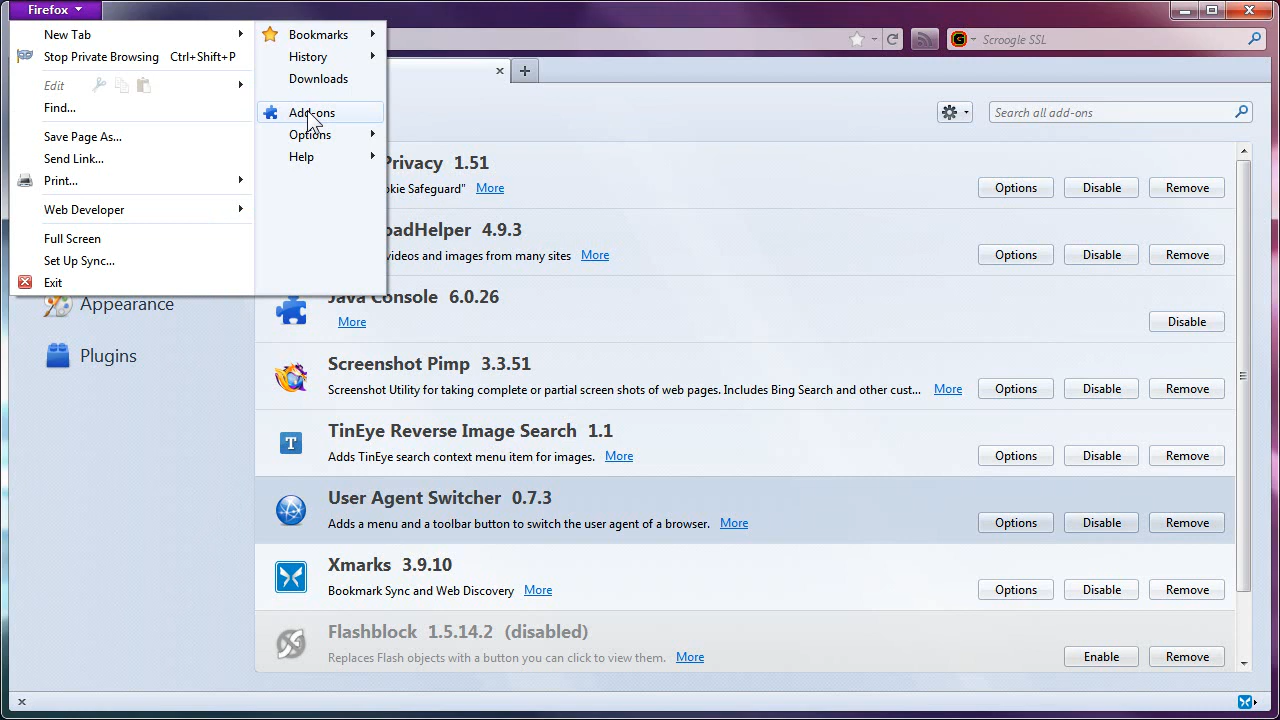 Firefox
New Tab
Stop Private Browsing Ctrl+Shift+P
Edit
Find...
Save Page As...
Send Link...
Print...
Web Developer
Full Screen
Set Up Sync...
Exit
Bookmarks
History
Downloads
Add-ons
Options
Help
Scroogle SSL
Search all add-ons
Appearance
Plugins
Privacy 1.51
okie Safeguard" More
Options Disable Remove
oadHelper 4.9.3
videos and images from many sites More
Options Disable Remove
Java Console 6.0.26
More
Disable
Screenshot Pimp 3.3.51
Screenshot Utility for taking complete or partial screen shots of web pages. Includes Bing Search and other cust... More
Options Disable Remove
T
TinEye Reverse Image Search 1.1
Adds TinEye search context menu item for images. More
Options Disable Remove
User Agent Switcher 0.7.3
Adds a menu and a toolbar button to switch the user agent of a browser. More
Options Disable Remove
Xmarks 3.9.10
Bookmark Sync and Web Discovery More
Options Disable Remove
Flashblock 1.5.14.2 (disabled)
Replaces Flash objects with a button you can click to view them. More
Enable Remove